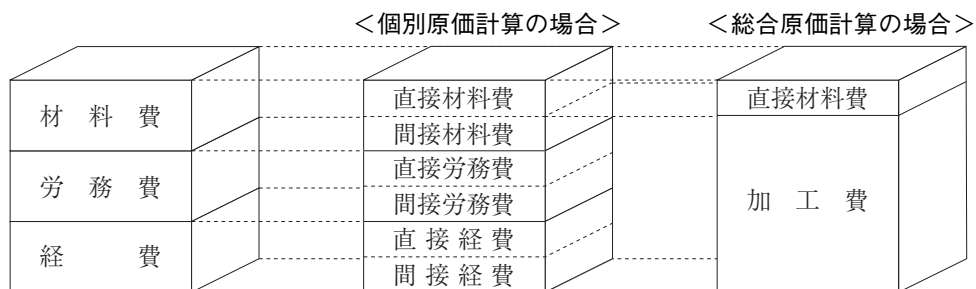 <個別原価計算の場合>
<総合原価計算の場合>
材料費
労務費
経費
直接材料費
間接材料費
直接労務費
間接労務費
直接経費
間接経費
直接材料費
加工費